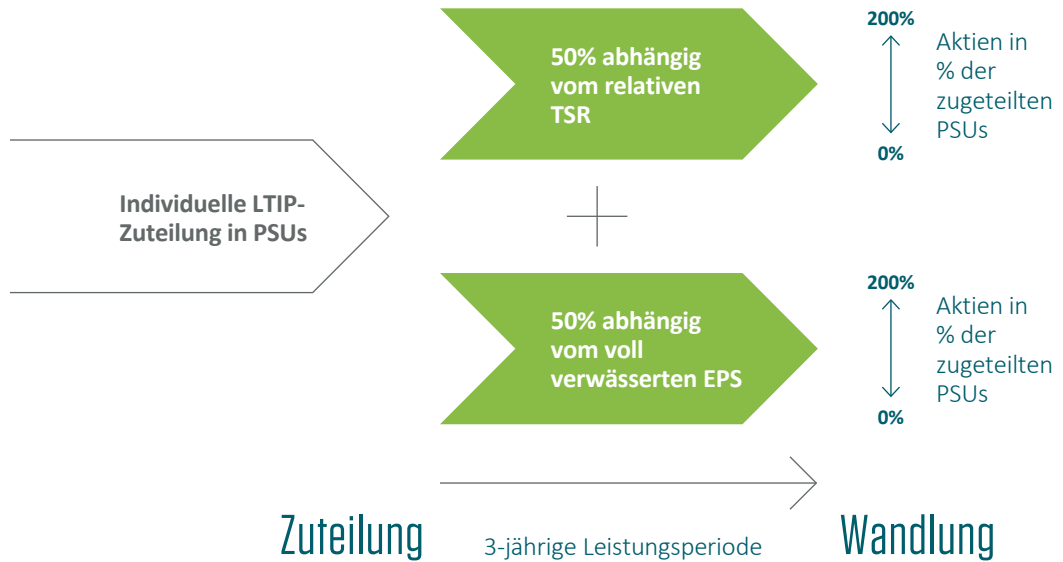 Individuelle LTIP-
Zuteilung in PSUs
50% abhängig
vom relativen
TSR
200%
0%
Aktien in
% der
zugeteilten
PSUs
50% abhängig
vom voll
verwässerten EPS
200%
0%
Aktien in
% der
zugeteilten
PSUs
Zuteilung
3-jährige Leistungsperiode
Wandlung